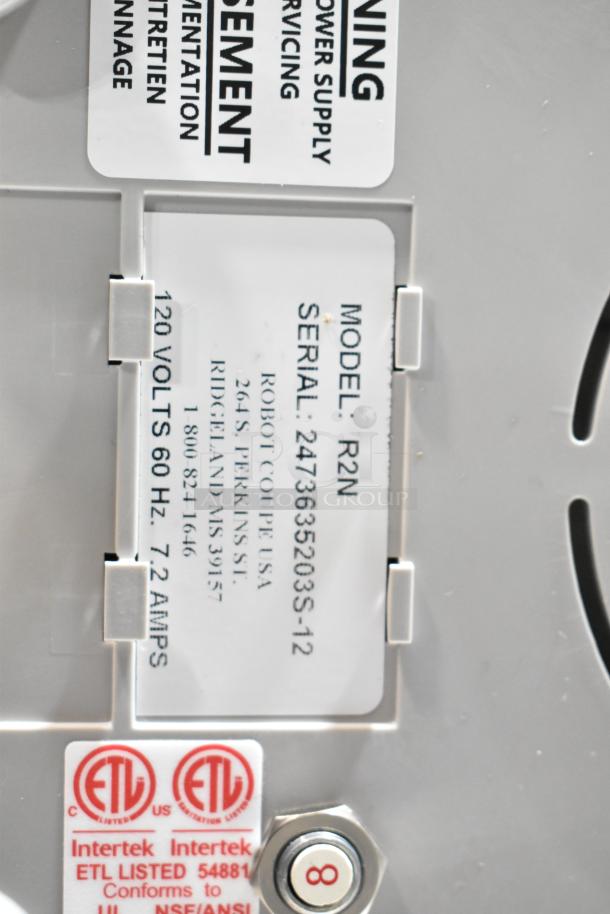 NING
OWER SUPPLY
RVICING
SEMENT
MENTATION
NTRETIEN
NNAGE
MODEL: R2N
SERIAL: 2473635203S-12
ROBOT COUPE USA
264 S. PERKINS ST.
RIDGELAND MS 39157
1-800-824-1646
120 VOLTS 60 Hz. 7.2 AMPS
AUCTION GROUP
ETL ETL
LISTED SANITATION LISTED
C US
Intertek Intertek
ETL LISTED 54881
Conforms to
UL NSF/ANSI
8